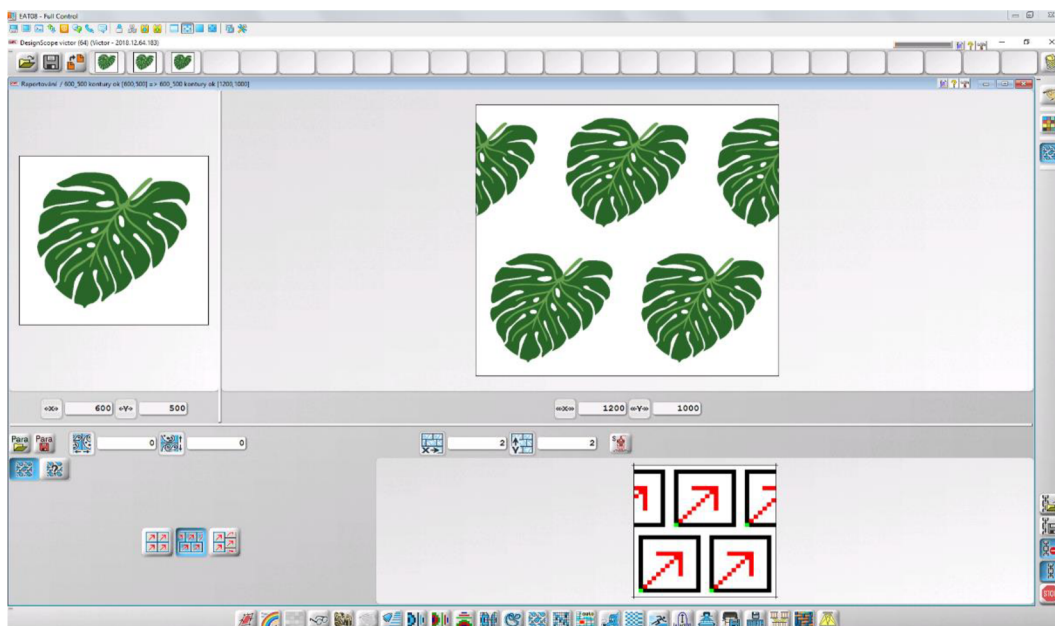 EAT08 - Full Control
DesignScope victor (64) (Victor - 2018.12.64.183)
Raportování / 600_500 kontury ok [600;500] => 600_500 kontury ok [1200;1000]
X 600 Y 500
X 1200 Y 1000
Para Para 0 0 X 2 Y 2 S
STOP